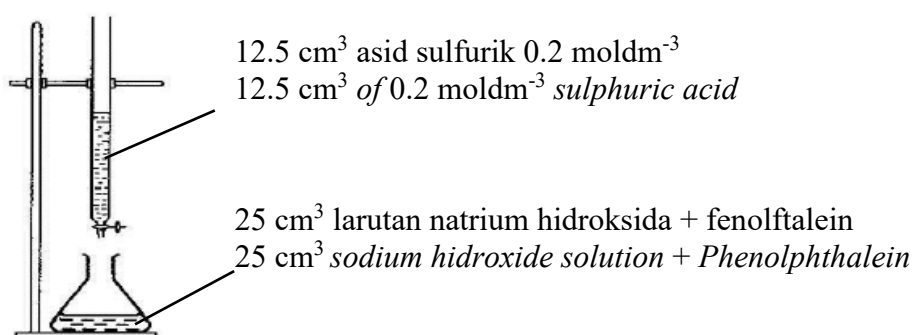 12.5 cm³ asid sulfurik 0.2 moldm⁻³
12.5 cm³ of 0.2 moldm⁻³ sulphuric acid
25 cm³ larutan natrium hidroksida + fenolftalein
25 cm³ sodium hidroxide solution + Phenolphthalein